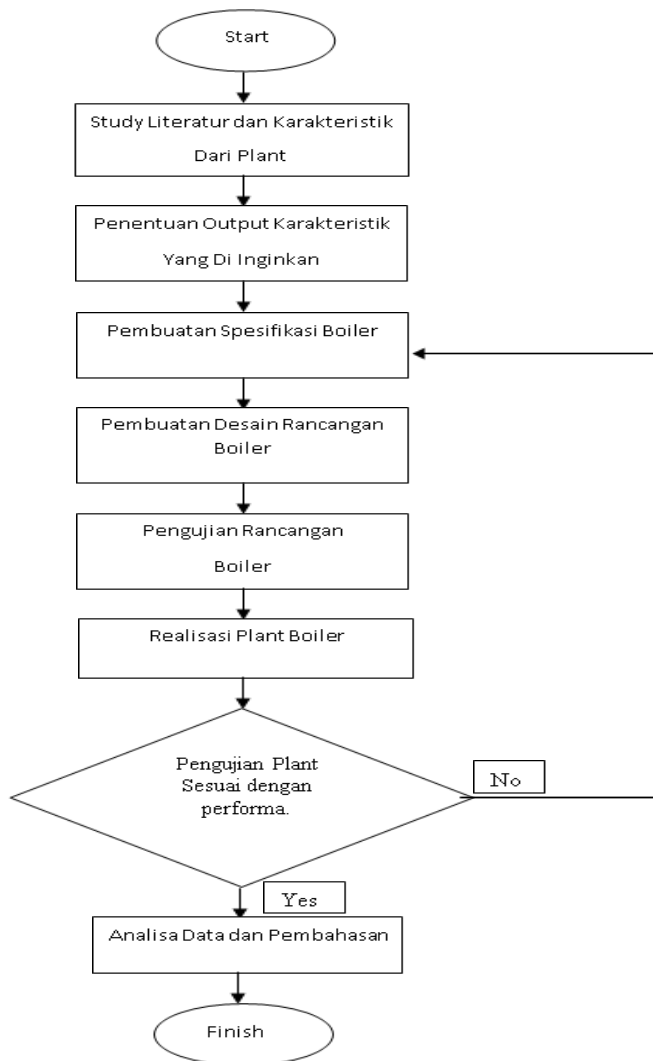 Start
Study Literatur dan Karakteristik
Dari Plant
Penentuan Output Karakteristik
Yang Di Inginkan
Pembuatan Spesifikasi Boiler
Pembuatan Desain Rancangan
Boiler
Pengujian Rancangan
Boiler
Realisasi Plant Boiler
Pengujian Plant
Sesuai dengan
performa.
No
Yes
Analisa Data dan Pembahasan
Finish